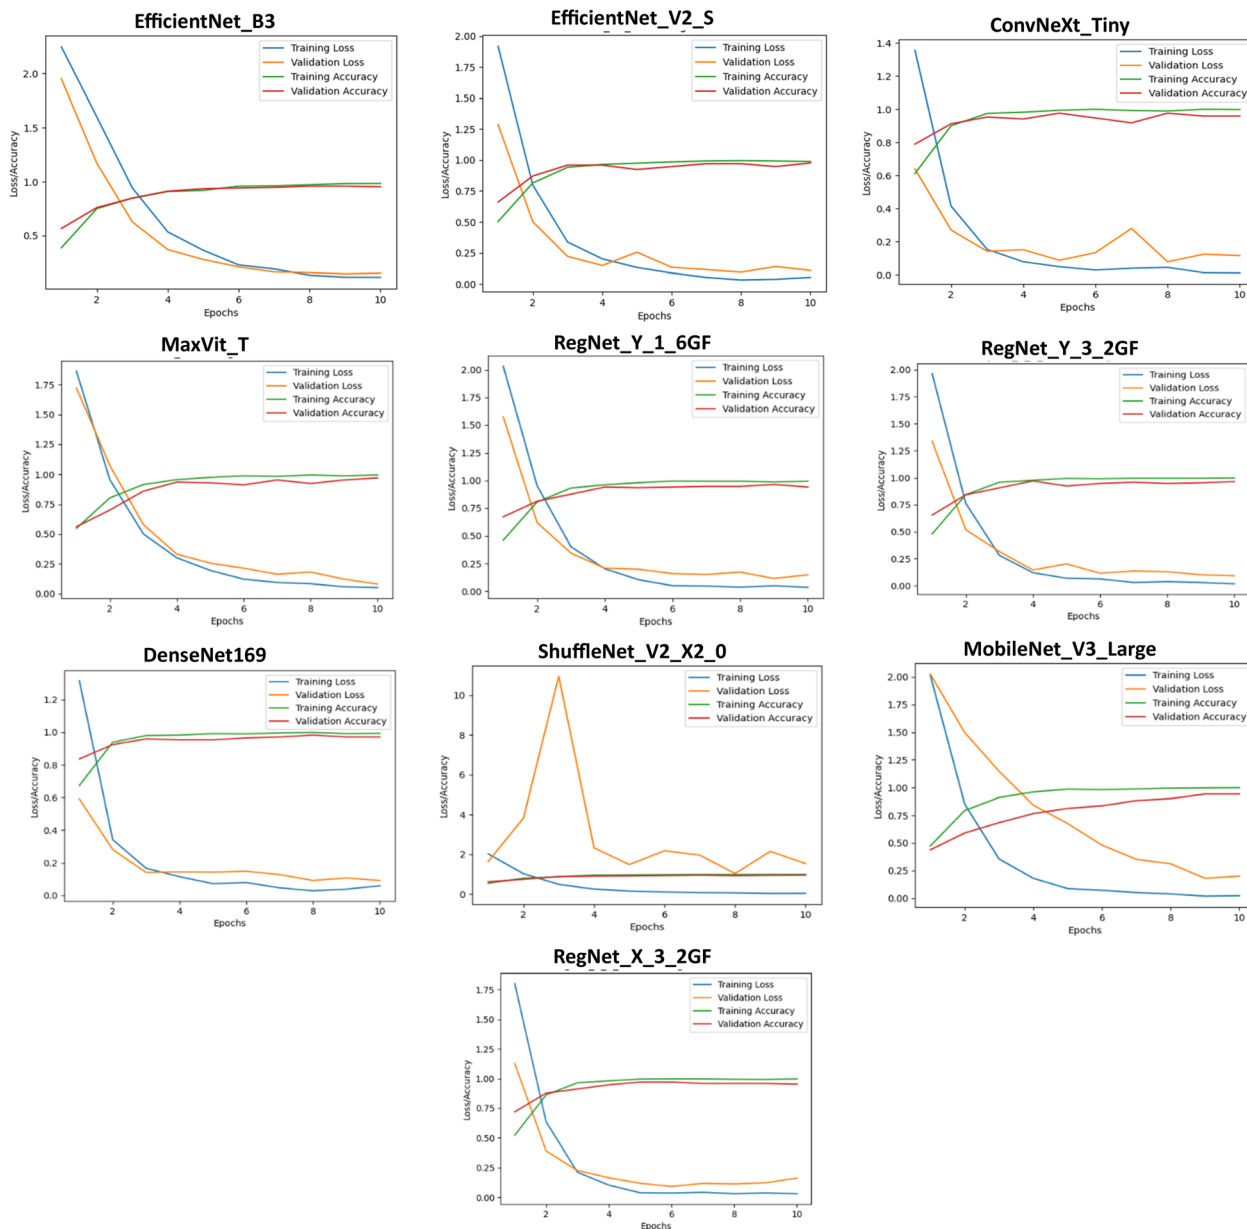 EfficientNet_B3
EfficientNet_V2_S
ConvNeXt_Tiny
Training Loss
Validation Loss
Training Accuracy
Validation Accuracy
Loss/Accuracy
2.0
1.5
1.0
0.5
2 4 6 8 10
Epochs
Training Loss
Validation Loss
Training Accuracy
Validation Accuracy
Loss/Accuracy
2.00
1.75
1.50
1.25
1.00
0.75
0.50
0.25
0.00
2 4 6 8 10
Epochs
Training Loss
Validation Loss
Training Accuracy
Validation Accuracy
Loss/Accuracy
1.4
1.2
1.0
0.8
0.6
0.4
0.2
0.0
2 4 6 8 10
Epochs
MaxVit_T
RegNet_Y_1_6GF
RegNet_Y_3_2GF
Training Loss
Validation Loss
Training Accuracy
Validation Accuracy
Loss/Accuracy
1.75
1.50
1.25
1.00
0.75
0.50
0.25
0.00
2 4 6 8 10
Epochs
Training Loss
Validation Loss
Training Accuracy
Validation Accuracy
Loss/Accuracy
2.00
1.75
1.50
1.25
1.00
0.75
0.50
0.25
0.00
2 4 6 8 10
Epochs
Training Loss
Validation Loss
Training Accuracy
Validation Accuracy
Loss/Accuracy
2.00
1.75
1.50
1.25
1.00
0.75
0.50
0.25
0.00
2 4 6 8 10
Epochs
DenseNet169
ShuffleNet_V2_X2_0
MobileNet_V3_Large
Training Loss
Validation Loss
Training Accuracy
Validation Accuracy
Loss/Accuracy
1.2
1.0
0.8
0.6
0.4
0.2
0.0
2 4 6 8 10
Epochs
Training Loss
Validation Loss
Training Accuracy
Validation Accuracy
Loss/Accuracy
10
8
6
4
2
0
2 4 6 8 10
Epochs
Training Loss
Validation Loss
Training Accuracy
Validation Accuracy
Loss/Accuracy
2.00
1.75
1.50
1.25
1.00
0.75
0.50
0.25
0.00
2 4 6 8 10
Epochs
RegNet_X_3_2GF
Training Loss
Validation Loss
Training Accuracy
Validation Accuracy
Loss/Accuracy
1.75
1.50
1.25
1.00
0.75
0.50
0.25
0.00
2 4 6 8 10
Epochs